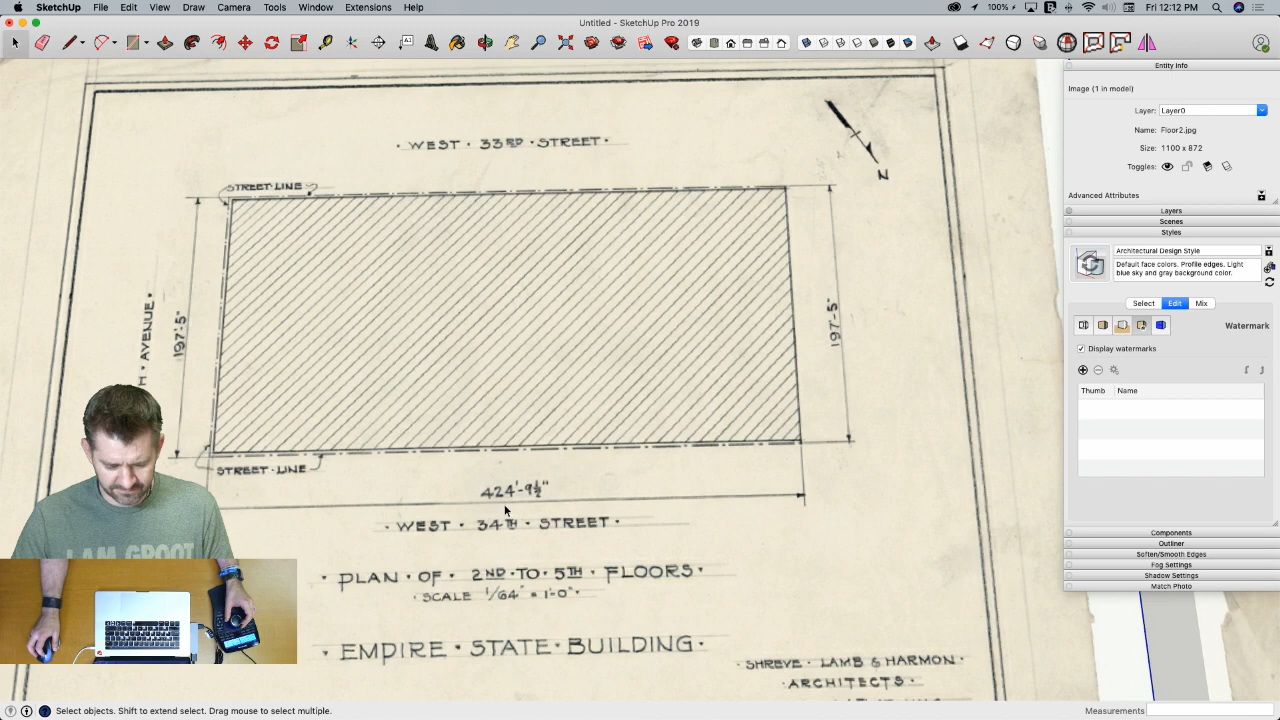 SketchUp File Edit View Draw Camera Tools Window Extensions Help
100% Fri 12:12 PM
Untitled - SketchUp Pro 2019
Entity Info
Image (1 in model)
Layer: Layer0
Name: Floor2.jpg
Size: 1100 x 872
Toggles:
Advanced Attributes
Layers
Scenes
Styles
Architectural Design Style
Default face colors. Profile edges. Light
blue sky and gray background color.
Select Edit Mix
Watermark
Display watermarks
Thumb Name
Components
Outliner
Soften/Smooth Edges
Fog Settings
Shadow Settings
Match Photo
· WEST · 33RD · STREET ·
N
STREET·LINE
H · AVENUE ·
197'-5"
197'-5"
STREET·LINE
424'-9½"
· WEST · 34TH · STREET ·
· PLAN · OF · 2ND·TO·5TH · FLOORS ·
· SCALE 1/64" = 1'-0" ·
· EMPIRE · STATE · BUILDING ·
· SHREVE · LAMB & HARMON ·
· ARCHITECTS ·
I AM GROOT
Select objects. Shift to extend select. Drag mouse to select multiple.
Measurements